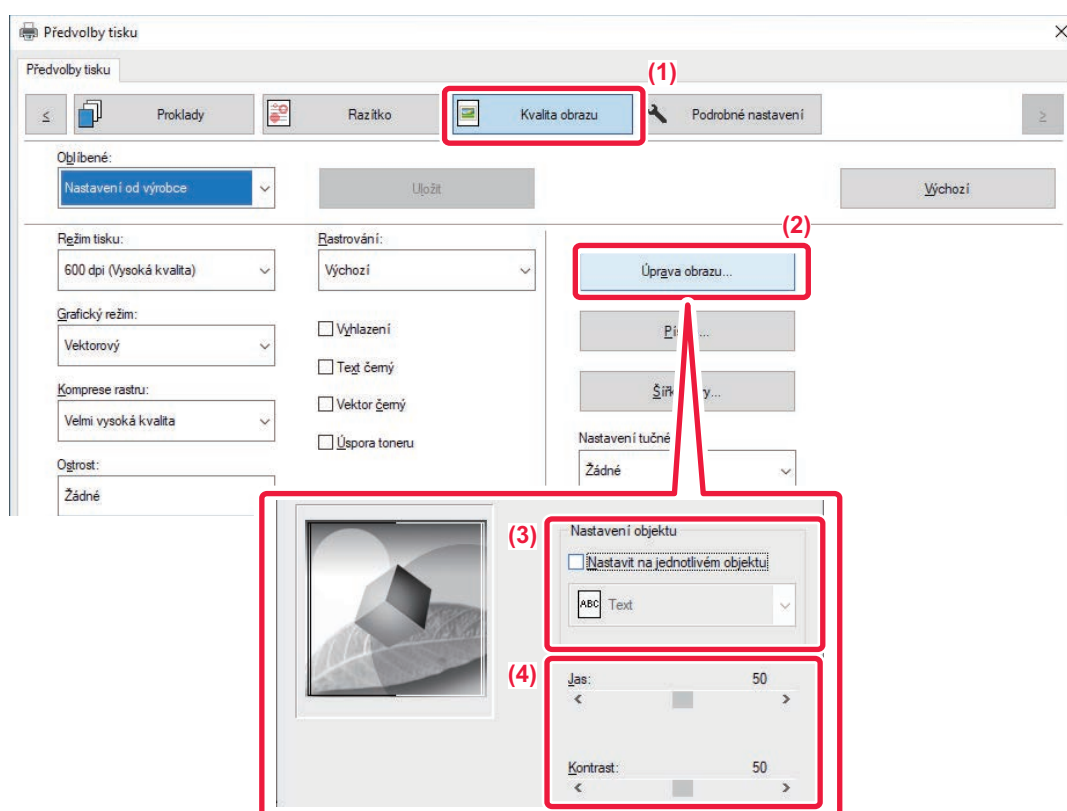 Předvolby tisku
Předvolby tisku
(1)
≤ Proklady Razítko Kvalita obrazu Podrobné nastavení ≥
Oblíbené:
Nastavení od výrobce Uložit Výchozí
(2)
Režim tisku: Rastrování:
600 dpi (Vysoká kvalita) Výchozí Úprava obrazu...
Grafický režim:
Vektorový Vyhlazení
Text černý
Komprese rastru:
Velmi vysoká kvalita Vektor černý
Úspora toneru Nastavení tučné
Ostrost:
Žádné Žádné
(3) Nastavení objektu
Nastavit na jednotlivém objektu
ABC Text
(4) Jas: 50
< >
Kontrast: 50
< >